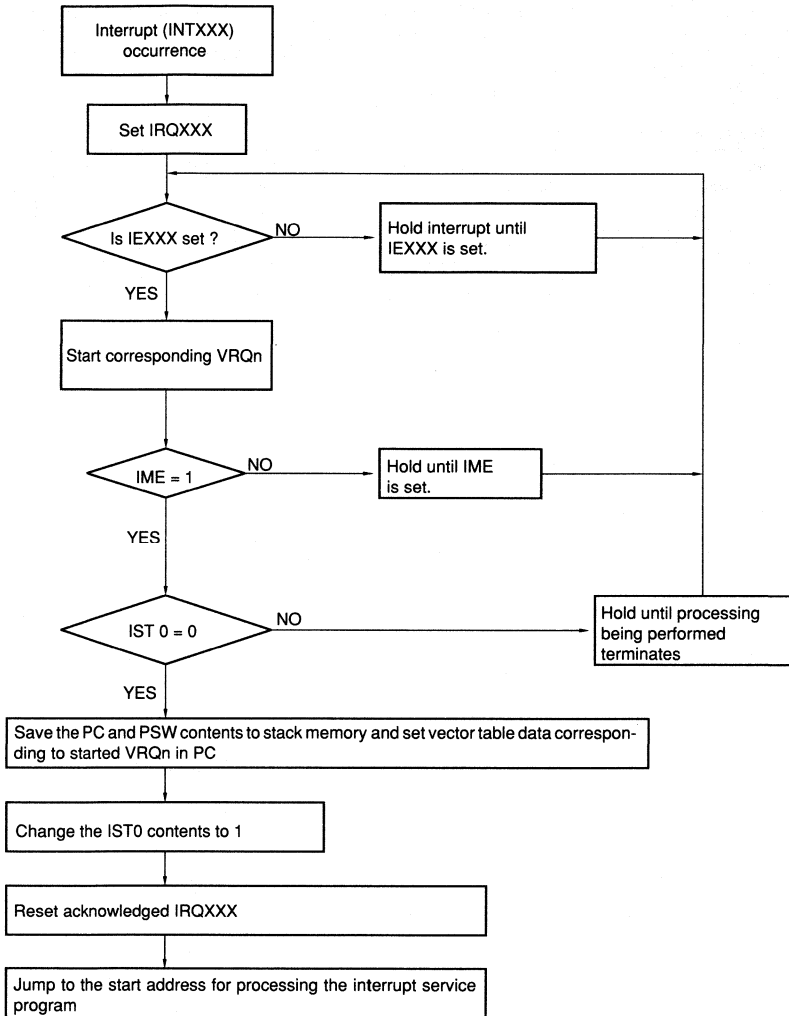 Interrupt (INTXXX)
occurrence
Set IRQXXX
Is IEXXX set ?
NO
Hold interrupt until
IEXXX is set.
YES
Start corresponding VRQn
IME = 1
NO
Hold until IME
is set.
YES
IST 0 = 0
NO
Hold until processing
being performed
terminates
YES
Save the PC and PSW contents to stack memory and set vector table data correspon-
ding to started VRQn in PC
Change the IST0 contents to 1
Reset acknowledged IRQXXX
Jump to the start address for processing the interrupt service
program